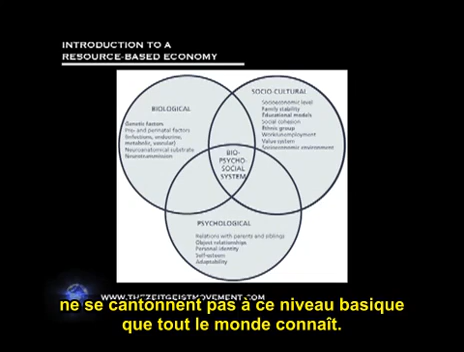 INTRODUCTION TO A
RESOURCE-BASED ECONOMY
BIOLOGICAL
Genetic factors
Pre- and perinatal factors
(infections, endocrine,
metabolic, vascular)
Neuroanatomical substrate
Neurotransmission
SOCIO-CULTURAL
Socioeconomic level
Family stability
Educational models
Social cohesion
Ethnic group
Work/unemployment
Value system
Socioeconomic environment
BIO-
PSYCHO-
SOCIAL
SYSTEM
PSYCHOLOGICAL
Relations with parents and siblings
Object relationships
Personal identity
Self-esteem
Adaptability
WWW.THEZEITGEISTMOVEMENT.COM
ne se cantonnent pas à ce niveau basique
que tout le monde connaît.